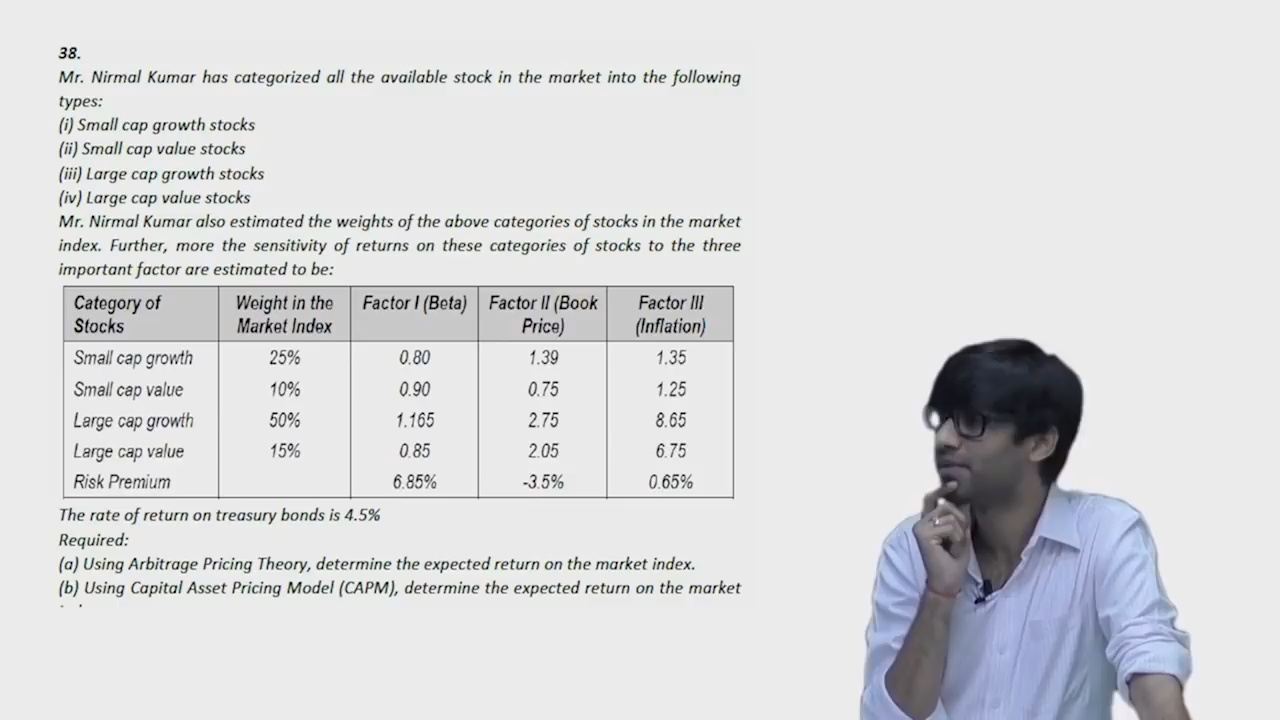 38.
Mr. Nirmal Kumar has categorized all the available stock in the market into the following
types:
(i) Small cap growth stocks
(ii) Small cap value stocks
(iii) Large cap growth stocks
(iv) Large cap value stocks
Mr. Nirmal Kumar also estimated the weights of the above categories of stocks in the market
index. Further, more the sensitivity of returns on these categories of stocks to the three
important factor are estimated to be:
Category of Stocks Weight in the Market Index Factor I (Beta) Factor II (Book Price) Factor III (Inflation)
Small cap growth 25% 0.80 1.39 1.35
Small cap value 10% 0.90 0.75 1.25
Large cap growth 50% 1.165 2.75 8.65
Large cap value 15% 0.85 2.05 6.75
Risk Premium 6.85% -3.5% 0.65%
The rate of return on treasury bonds is 4.5%
Required:
(a) Using Arbitrage Pricing Theory, determine the expected return on the market index.
(b) Using Capital Asset Pricing Model (CAPM), determine the expected return on the market